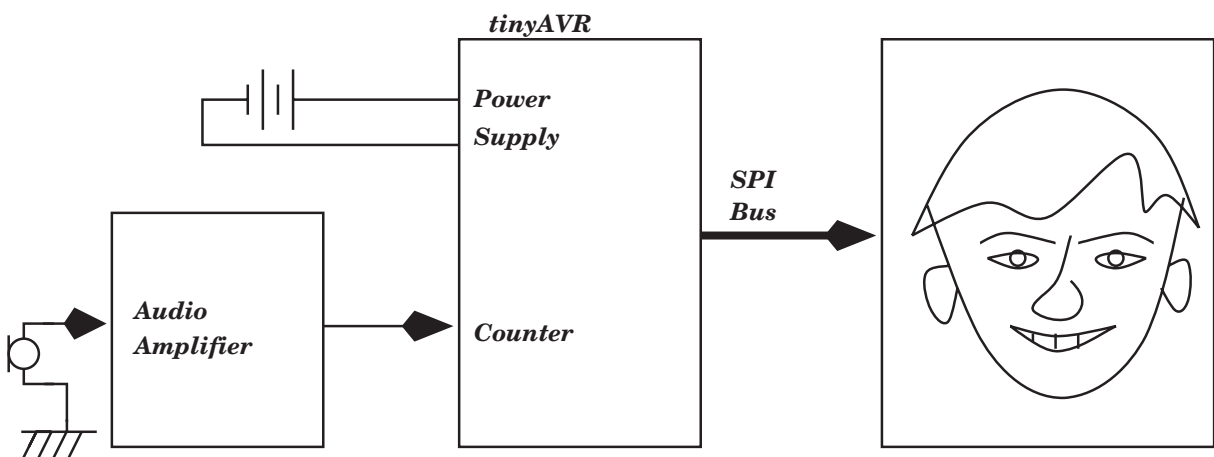 tinyAVR
Power
Supply
SPI
Bus
Audio
Amplifier
Counter